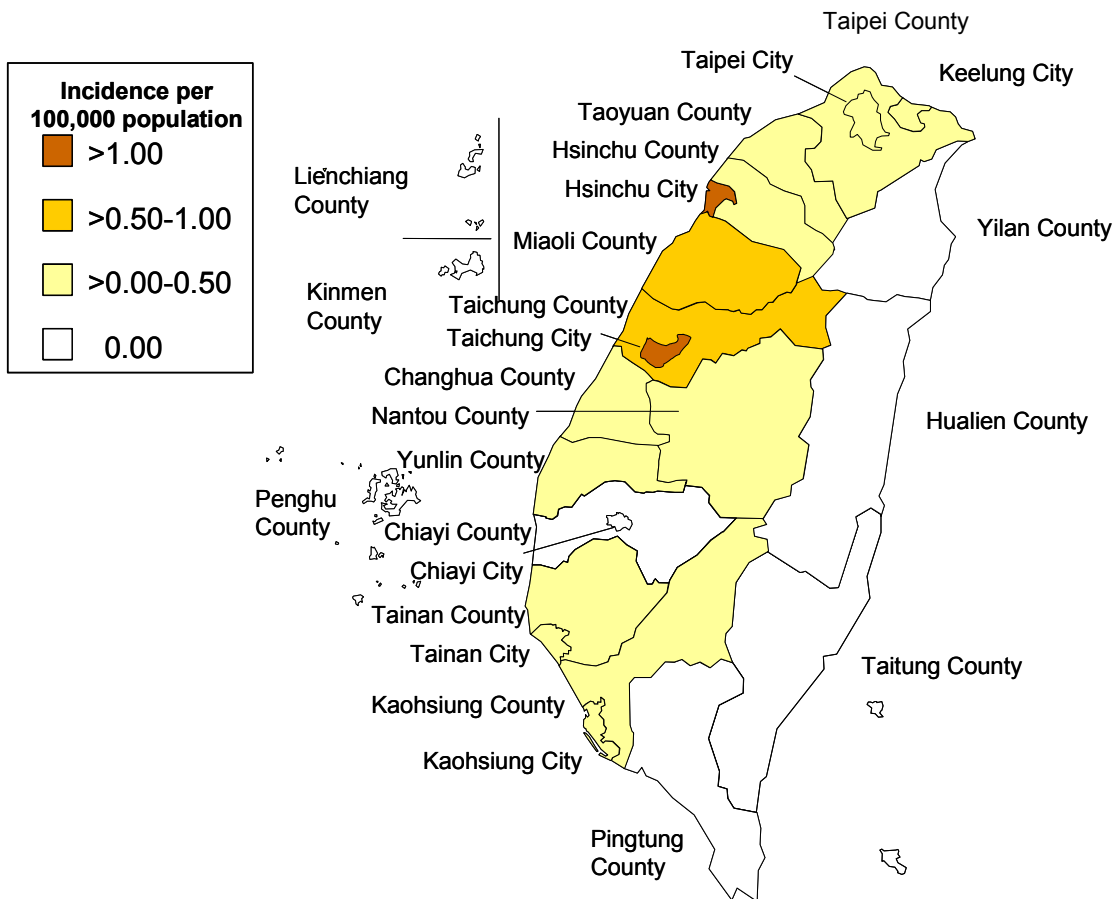 Incidence per
100,000 population
>1.00
>0.50-1.00
>0.00-0.50
0.00
Taipei County
Taipei City
Keelung City
Taoyuan County
Hsinchu County
Lienchiang
County
Hsinchu City
Yilan County
Miaoli County
Kinmen
County
Taichung County
Taichung City
Changhua County
Nantou County
Hualien County
Yunlin County
Penghu
County
Chiayi County
Chiayi City
Tainan County
Tainan City
Taitung County
Kaohsiung County
Kaohsiung City
Pingtung
County